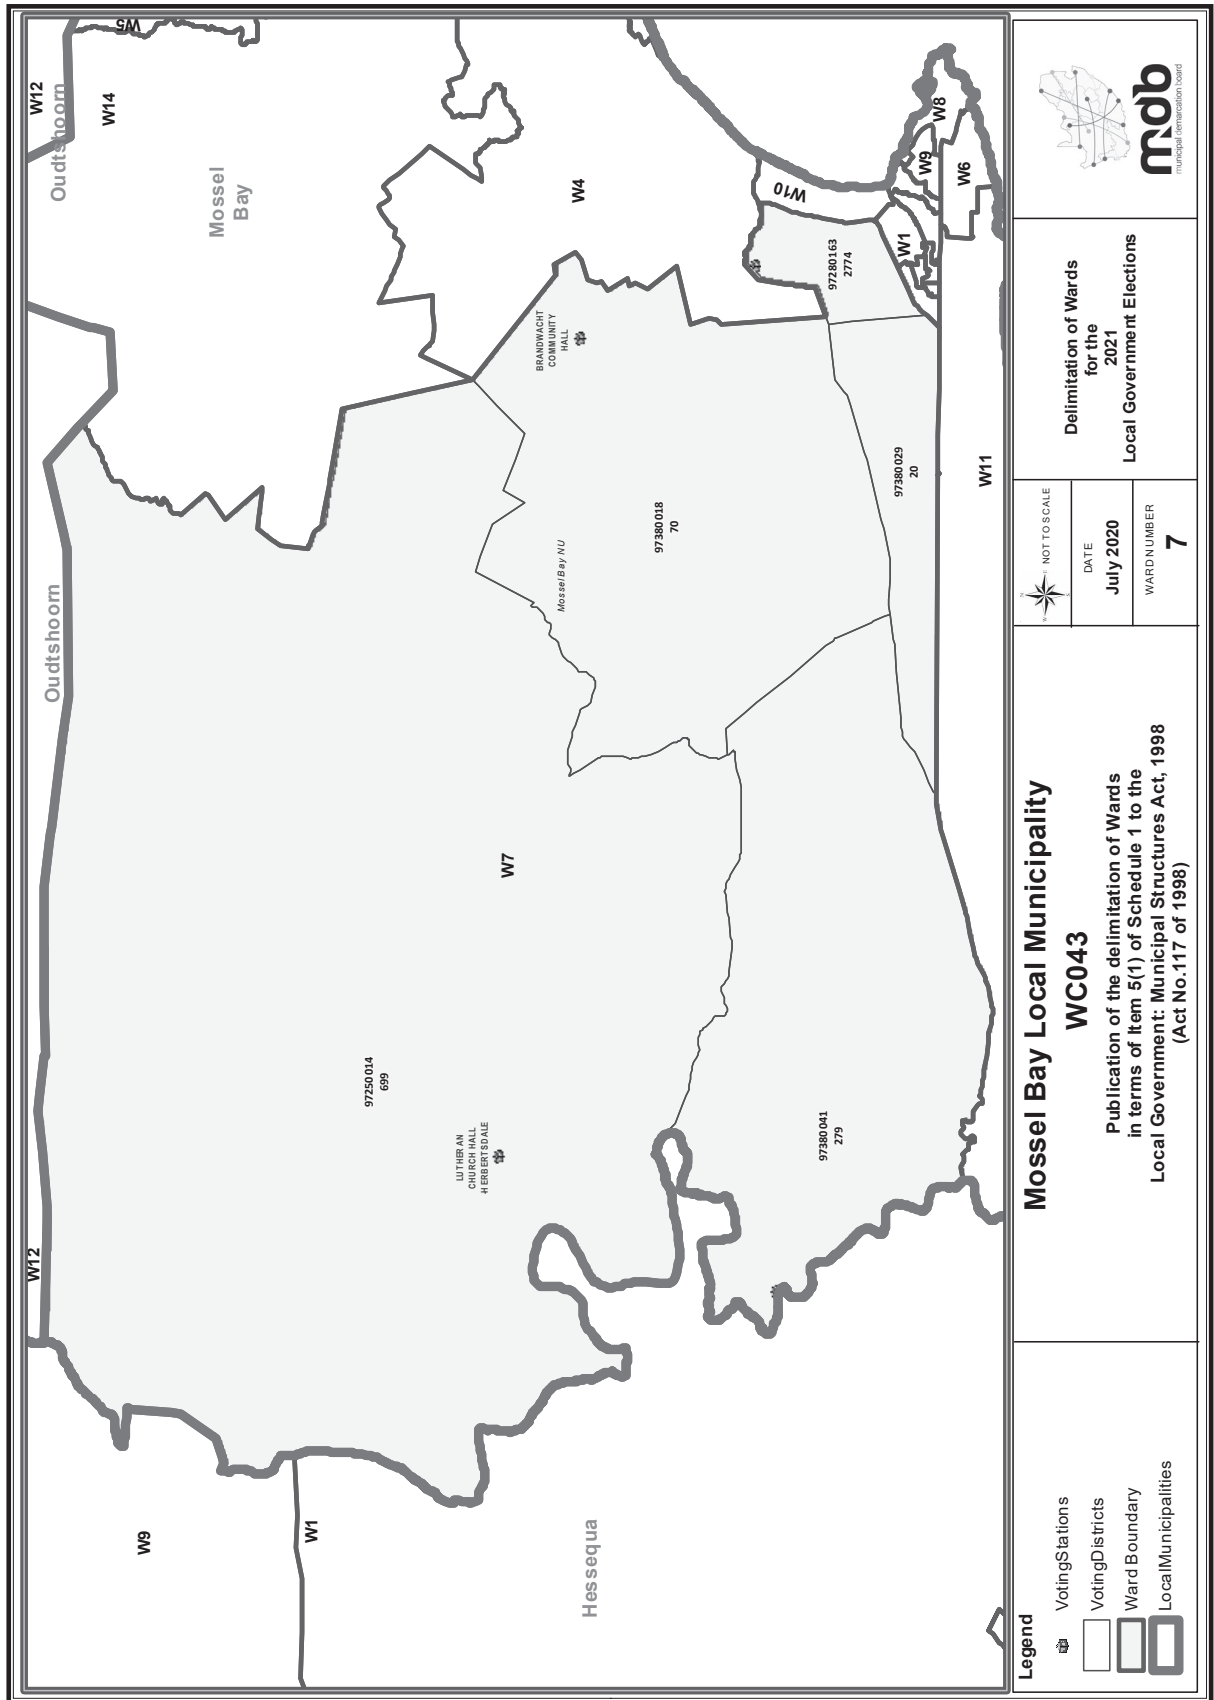 W12
Oudtshoorn
W5
W14
Mossel
Bay
W4
W10
W8
W9
W6
W1
97280163
2774
BRANDWACHT
COMMUNITY
HALL
97380029
20
W11
97380018
70
Mossel Bay NU
Oudtshoorn
W7
97250014
699
LUTHERAN
CHURCH HALL
HERBERTSDALE
97380041
279
W12
W9
W1
Hessequa
Legend
VotingStations
VotingDistricts
Ward Boundary
LocalMunicipalities
Mossel Bay Local Municipality
WC043
Publication of the delimitation of Wards
in terms of Item 5(1) of Schedule 1 to the
Local Government: Municipal Structures Act, 1998
(Act No.117 of 1998)
N
W
E
S
NOT TO SCALE
DATE
July 2020
WARD NUMBER
7
Delimitation of Wards
for the
2021
Local Government Elections
mdb
municipal demarcation board